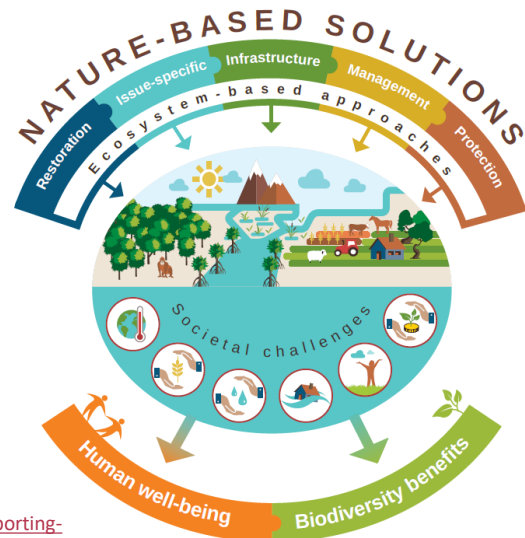 NATURE-BASED SOLUTIONS
Restoration
Issue-specific
Infrastructure
Management
Protection
Ecosystem-based approaches
Societal challenges
Human well-being
Biodiversity benefits
porting-